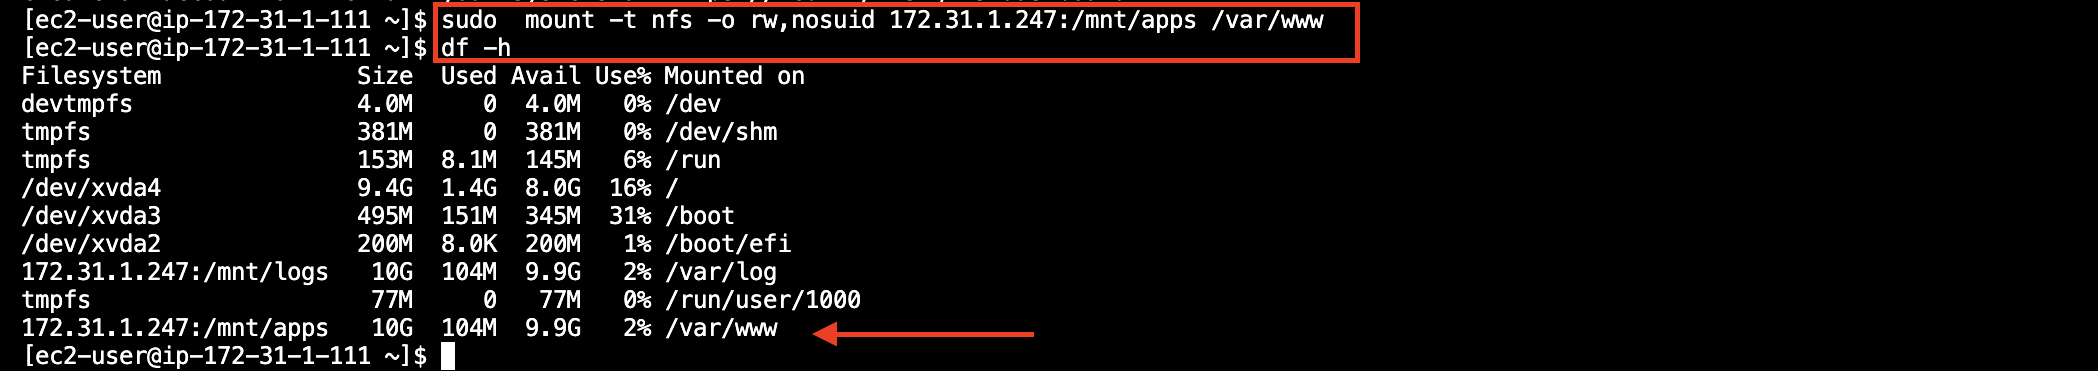 [ec2-user@ip-172-31-1-111 ~]$ sudo  mount -t nfs -o rw,nosuid 172.31.1.247:/mnt/apps /var/www
[ec2-user@ip-172-31-1-111 ~]$ df -h
Filesystem              Size  Used Avail Use% Mounted on
devtmpfs                4.0M     0  4.0M   0% /dev
tmpfs                   381M     0  381M   0% /dev/shm
tmpfs                   153M  8.1M  145M   6% /run
/dev/xvda4              9.4G  1.4G  8.0G  16% /
/dev/xvda3              495M  151M  345M  31% /boot
/dev/xvda2              200M  8.0K  200M   1% /boot/efi
172.31.1.247:/mnt/logs   10G  104M  9.9G   2% /var/log
tmpfs                    77M     0   77M   0% /run/user/1000
172.31.1.247:/mnt/apps   10G  104M  9.9G   2% /var/www
[ec2-user@ip-172-31-1-111 ~]$